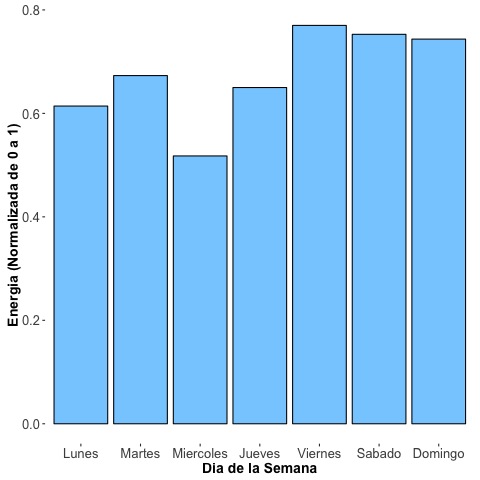 0.8
0.6
0.4
0.2
0.0
Energia (Normalizada de 0 a 1)
Lunes Martes Miercoles Jueves Viernes Sabado Domingo
Dia de la Semana